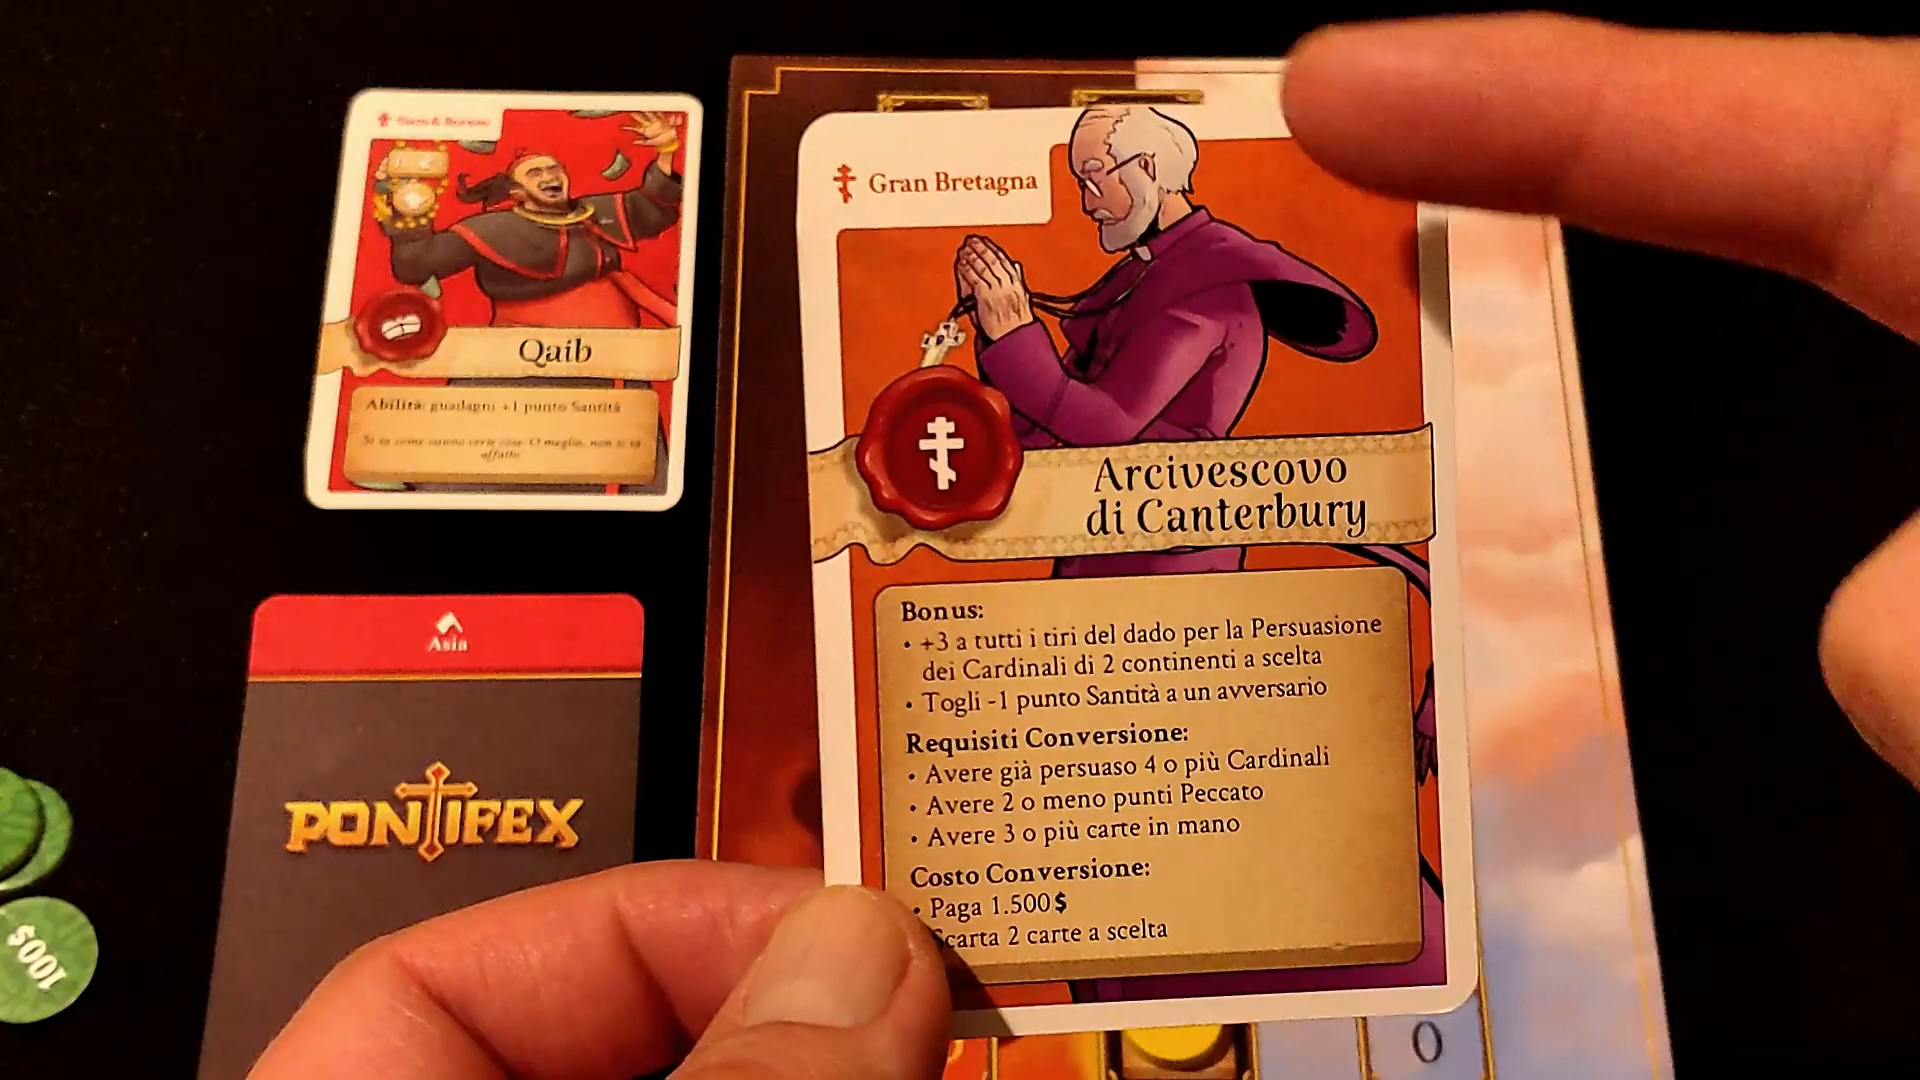 Qaib
Abilità: guadagni +1 punto Santità
Asia
PONTIFEX
100$
Gran Bretagna
Arcivescovo
di Canterbury
Bonus:
• +3 a tutti i tiri del dado per la Persuasione
dei Cardinali di 2 continenti a scelta
• Togli -1 punto Santità a un avversario
Requisiti Conversione:
• Avere già persuaso 4 o più Cardinali
• Avere 2 o meno punti Peccato
• Avere 3 o più carte in mano
Costo Conversione:
• Paga 1.500$
Scarta 2 carte a scelta
0